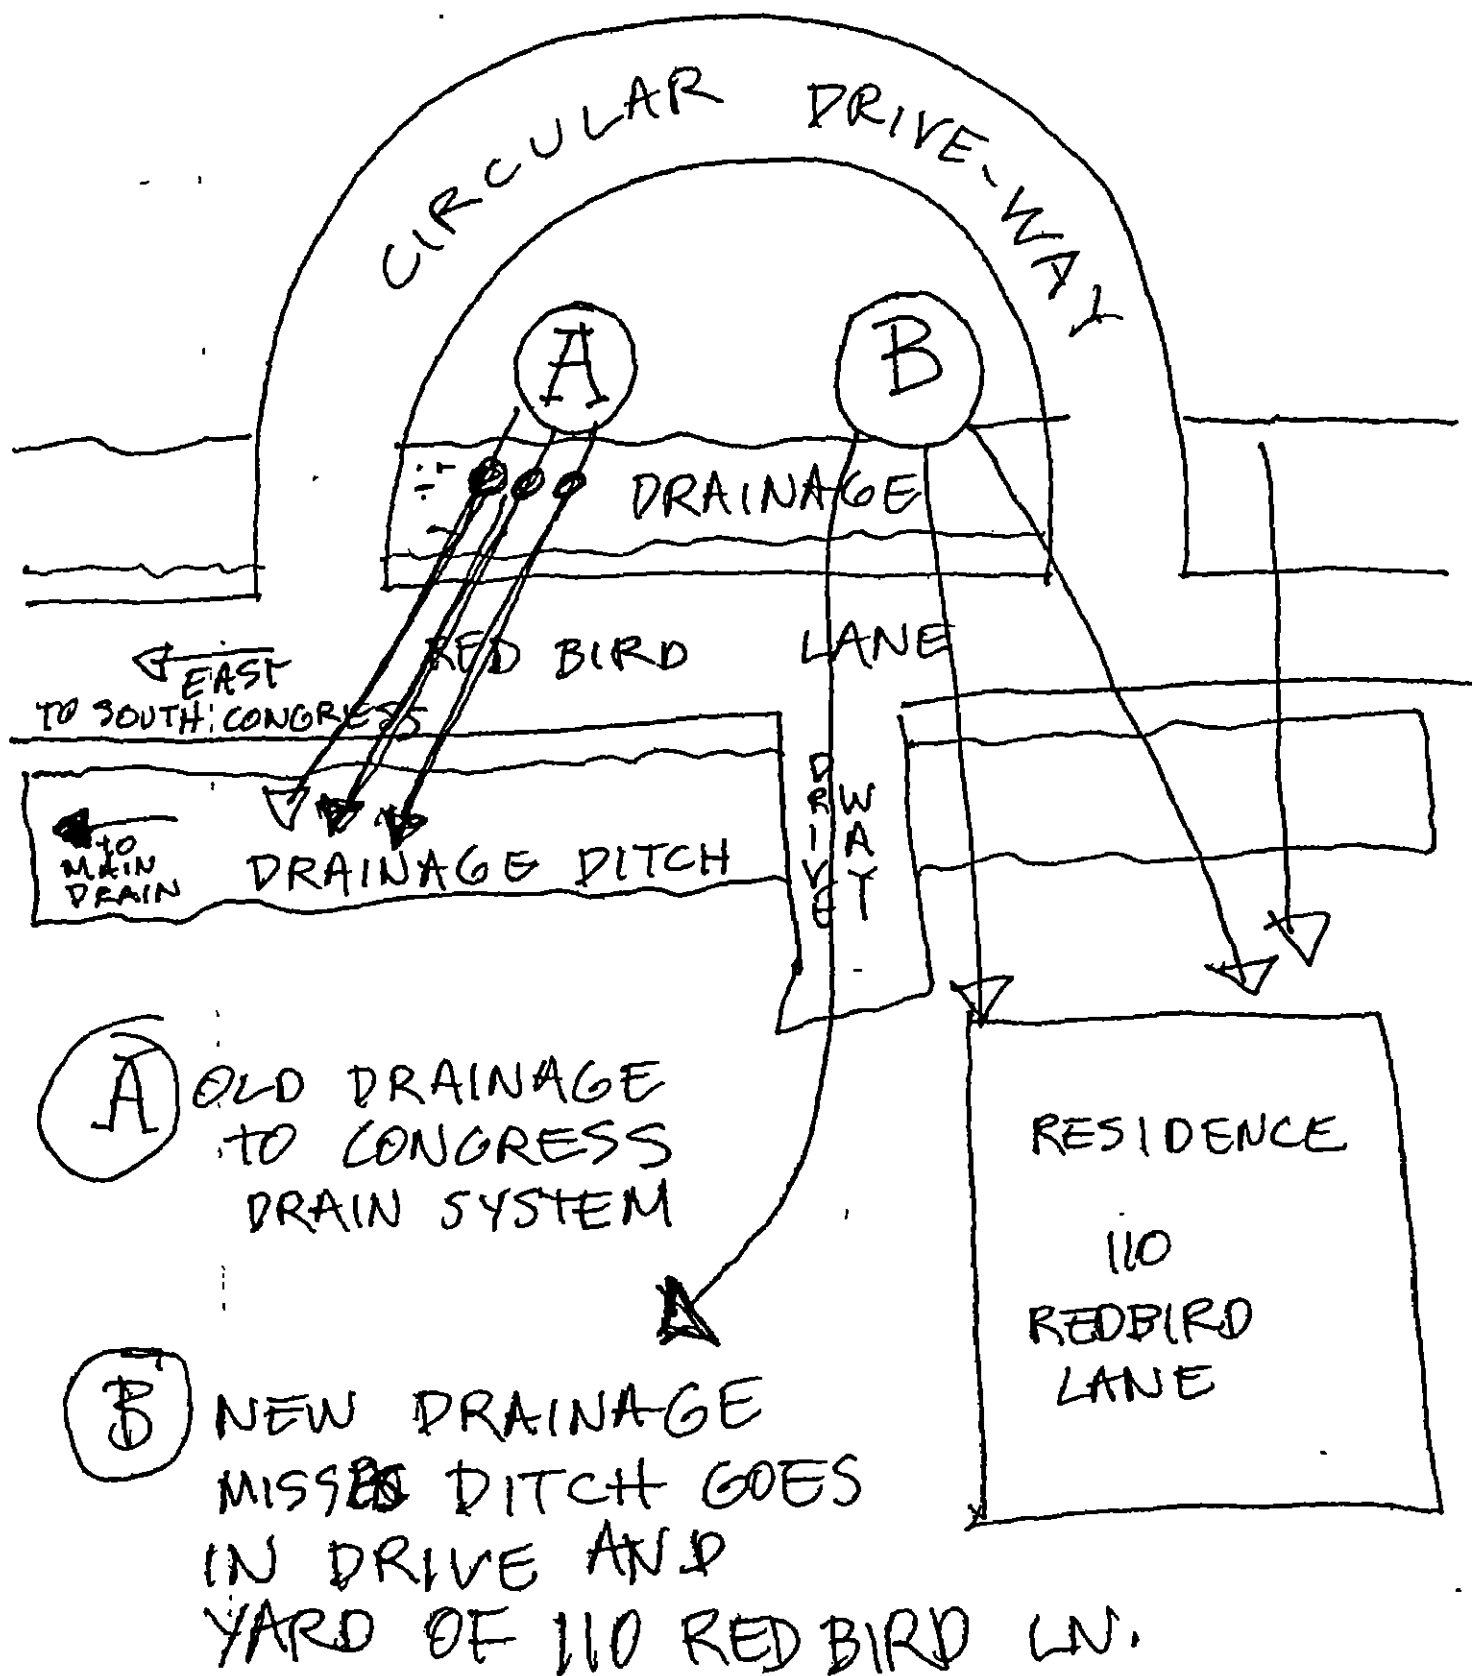 CIRCULAR DRIVE-WAY
A
B
DRAINAGE
RED BIRD LANE
EAST
TO SOUTH CONGRESS
DRIVE
WAY
TO
MAIN
DRAIN
DRAINAGE DITCH
A OLD DRAINAGE
TO CONGRESS
DRAIN SYSTEM
RESIDENCE
110
REDBIRD
LANE
B NEW DRAINAGE
MISSES DITCH GOES
IN DRIVE AND
YARD OF 110 RED BIRD LN.